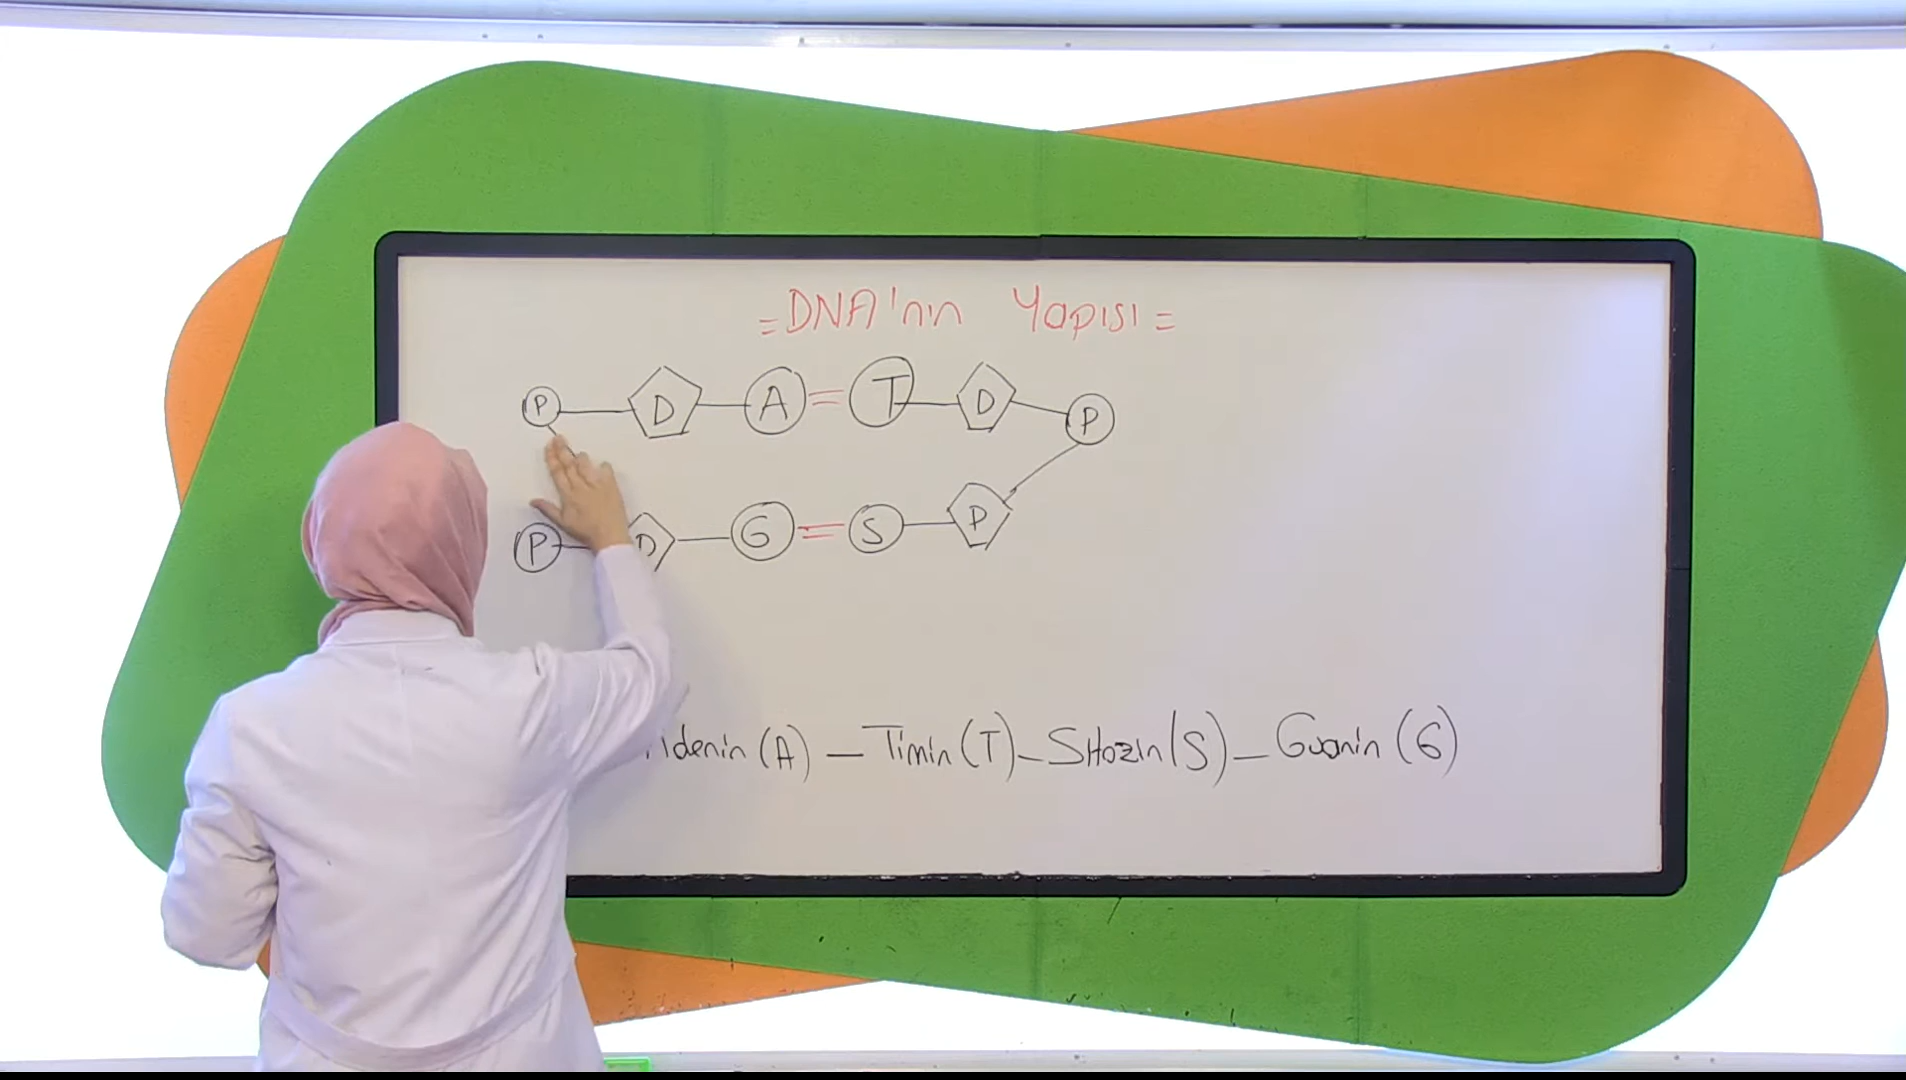 =DNA'nın Yapısı=
P D A = T D P
P D G = S D
denin (A) – Timin (T) – Sitozin (S) – Guanin (G)